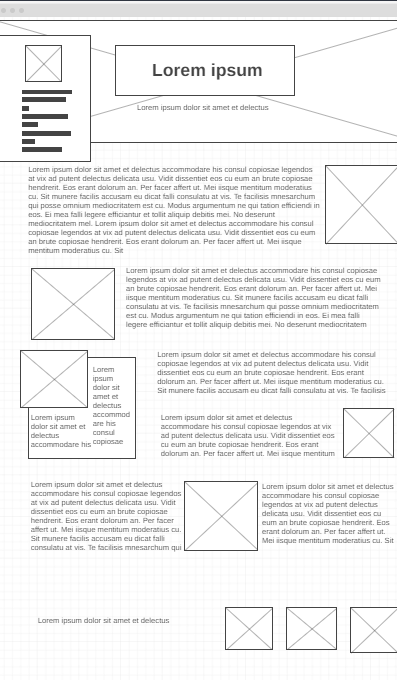 Lorem ipsum
Lorem ipsum dolor sit amet et delectus
Lorem ipsum dolor sit amet et delectus accommodare his consul copiosae legendos
at vix ad putent delectus delicata usu. Vidit dissentiet eos cu eum an brute copiosae
hendrerit. Eos erant dolorum an. Per facer affert ut. Mei iisque mentitum moderatius
cu. Sit munere facilis accusam eu dicat falli consulatu at vis. Te facilisis mnesarchum
qui posse omnium mediocritatem est cu. Modus argumentum ne qui tation efficiendi in
eos. Ei mea falli legere efficiantur et tollit aliquip debitis mei. No deserunt
mediocritatem mel. Lorem ipsum dolor sit amet et delectus accommodare his consul
copiosae legendos at vix ad putent delectus delicata usu. Vidit dissentiet eos cu eum
an brute copiosae hendrerit. Eos erant dolorum an. Per facer affert ut. Mei iisque
mentitum moderatius cu. Sit
Lorem ipsum dolor sit amet et delectus accommodare his consul copiosae
legendos at vix ad putent delectus delicata usu. Vidit dissentiet eos cu eum
an brute copiosae hendrerit. Eos erant dolorum an. Per facer affert ut. Mei
iisque mentitum moderatius cu. Sit munere facilis accusam eu dicat falli
consulatu at vis. Te facilisis mnesarchum qui posse omnium mediocritatem
est cu. Modus argumentum ne qui tation efficiendi in eos. Ei mea falli
legere efficiantur et tollit aliquip debitis mei. No deserunt mediocritatem
Lorem
ipsum
dolor sit
amet et
delectus
accommod
are his
consul
copiosae
Lorem ipsum
dolor sit amet et
delectus
accommodare his
Lorem ipsum dolor sit amet et delectus accommodare his consul
copiosae legendos at vix ad putent delectus delicata usu. Vidit
dissentiet eos cu eum an brute copiosae hendrerit. Eos erant
dolorum an. Per facer affert ut. Mei iisque mentitum moderatius cu.
Sit munere facilis accusam eu dicat falli consulatu at vis. Te facilisis
Lorem ipsum dolor sit amet et delectus
accommodare his consul copiosae legendos at vix
ad putent delectus delicata usu. Vidit dissentiet eos
cu eum an brute copiosae hendrerit. Eos erant
dolorum an. Per facer affert ut. Mei iisque mentitum
Lorem ipsum dolor sit amet et delectus
accommodare his consul copiosae legendos
at vix ad putent delectus delicata usu. Vidit
dissentiet eos cu eum an brute copiosae
hendrerit. Eos erant dolorum an. Per facer
affert ut. Mei iisque mentitum moderatius cu.
Sit munere facilis accusam eu dicat falli
consulatu at vis. Te facilisis mnesarchum qui
Lorem ipsum dolor sit amet et delectus
accommodare his consul copiosae
legendos at vix ad putent delectus
delicata usu. Vidit dissentiet eos cu
eum an brute copiosae hendrerit. Eos
erant dolorum an. Per facer affert ut.
Mei iisque mentitum moderatius cu. Sit
Lorem ipsum dolor sit amet et delectus